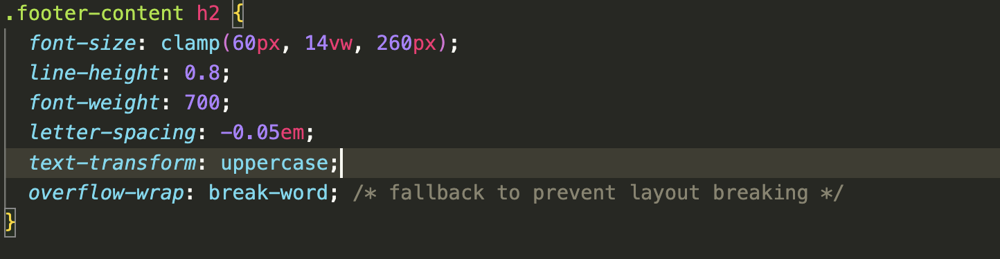 .footer-content h2 {
  font-size: clamp(60px, 14vw, 260px);
  line-height: 0.8;
  font-weight: 700;
  letter-spacing: -0.05em;
  text-transform: uppercase;
  overflow-wrap: break-word; /* fallback to prevent layout breaking */
}